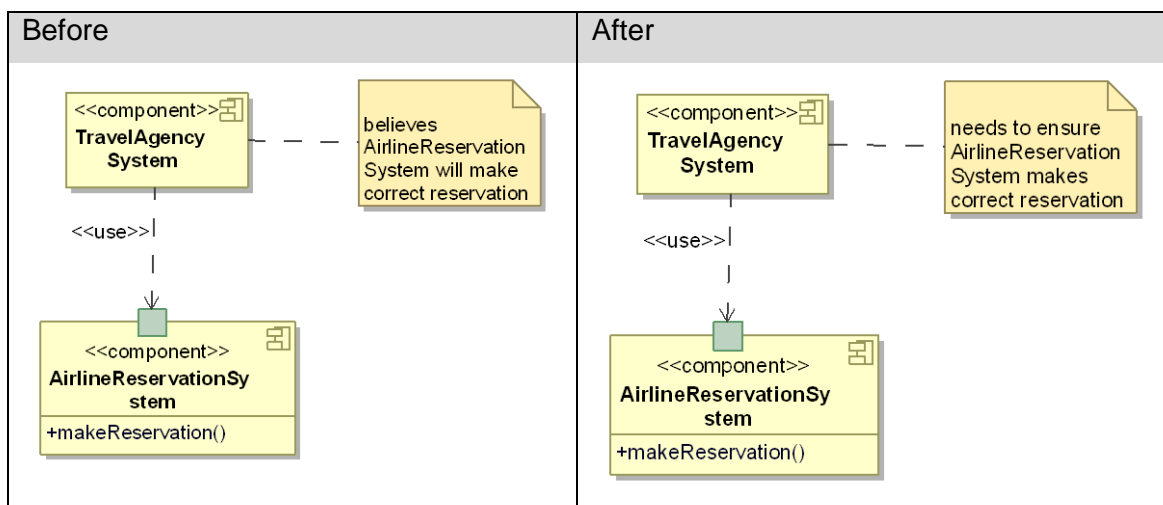 Before
After
<<component>>
TravelAgency
System
believes
AirlineReservation
System will make
correct reservation
<<use>>
<<component>>
AirlineReservationSy
stem
+makeReservation()
<<component>>
TravelAgency
System
needs to ensure
AirlineReservation
System makes
correct reservation
<<use>>
<<component>>
AirlineReservationSy
stem
+makeReservation()